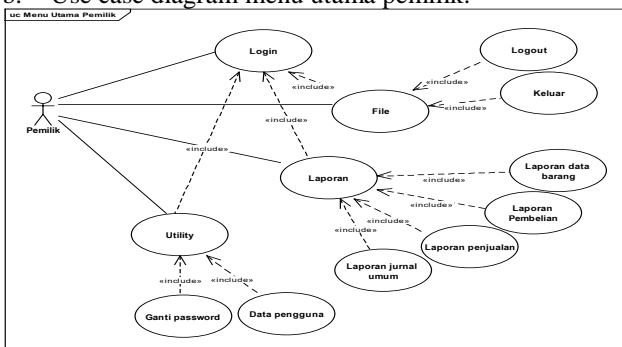 b. Use case diagram menu utama pemilik.
uc Menu Utama Pemilik
Login
Logout
«include»
«include»
File
Keluar
«include»
Pemilik
«include»
«include»
Laporan
Laporan data
barang
«include»
«include»
Laporan
Pembelian
Utility
«include»
«include»
Laporan penjualan
Laporan jurnal
umum
«include»
«include»
Ganti password
Data pengguna